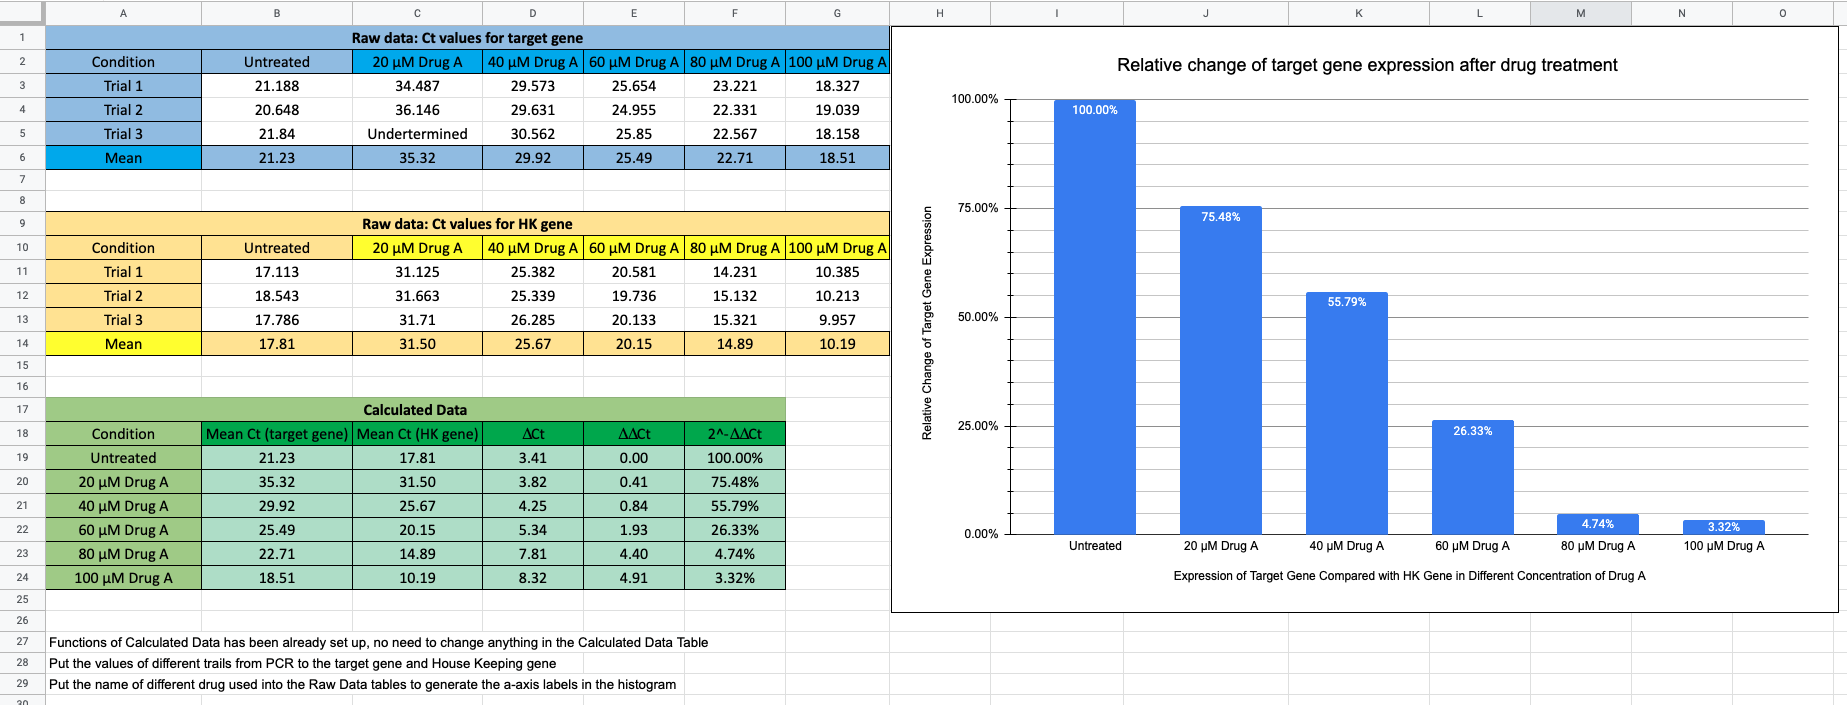 A B C D E F G H I J K L M N O
1 Raw data: Ct values for target gene
2 Condition Untreated 20 µM Drug A 40 µM Drug A 60 µM Drug A 80 µM Drug A 100 µM Drug A
3 Trial 1 21.188 34.487 29.573 25.654 23.221 18.327
4 Trial 2 20.648 36.146 29.631 24.955 22.331 19.039
5 Trial 3 21.84 Undertermined 30.562 25.85 22.567 18.158
6 Mean 21.23 35.32 29.92 25.49 22.71 18.51
7
8
9 Raw data: Ct values for HK gene
10 Condition Untreated 20 µM Drug A 40 µM Drug A 60 µM Drug A 80 µM Drug A 100 µM Drug A
11 Trial 1 17.113 31.125 25.382 20.581 14.231 10.385
12 Trial 2 18.543 31.663 25.339 19.736 15.132 10.213
13 Trial 3 17.786 31.71 26.285 20.133 15.321 9.957
14 Mean 17.81 31.50 25.67 20.15 14.89 10.19
15
16
17 Calculated Data
18 Condition Mean Ct (target gene) Mean Ct (HK gene) ΔCt ΔΔCt 2^-ΔΔCt
19 Untreated 21.23 17.81 3.41 0.00 100.00%
20 20 µM Drug A 35.32 31.50 3.82 0.41 75.48%
21 40 µM Drug A 29.92 25.67 4.25 0.84 55.79%
22 60 µM Drug A 25.49 20.15 5.34 1.93 26.33%
23 80 µM Drug A 22.71 14.89 7.81 4.40 4.74%
24 100 µM Drug A 18.51 10.19 8.32 4.91 3.32%
25
26
27 Functions of Calculated Data has been already set up, no need to change anything in the Calculated Data Table
28 Put the values of different trails from PCR to the target gene and House Keeping gene
29 Put the name of different drug used into the Raw Data tables to generate the a-axis labels in the histogram
30
Relative change of target gene expression after drug treatment
Relative Change of Target Gene Expression
100.00%
75.00%
50.00%
25.00%
0.00%
100.00%
75.48%
55.79%
26.33%
4.74%
3.32%
Untreated 20 µM Drug A 40 µM Drug A 60 µM Drug A 80 µM Drug A 100 µM Drug A
Expression of Target Gene Compared with HK Gene in Different Concentration of Drug A